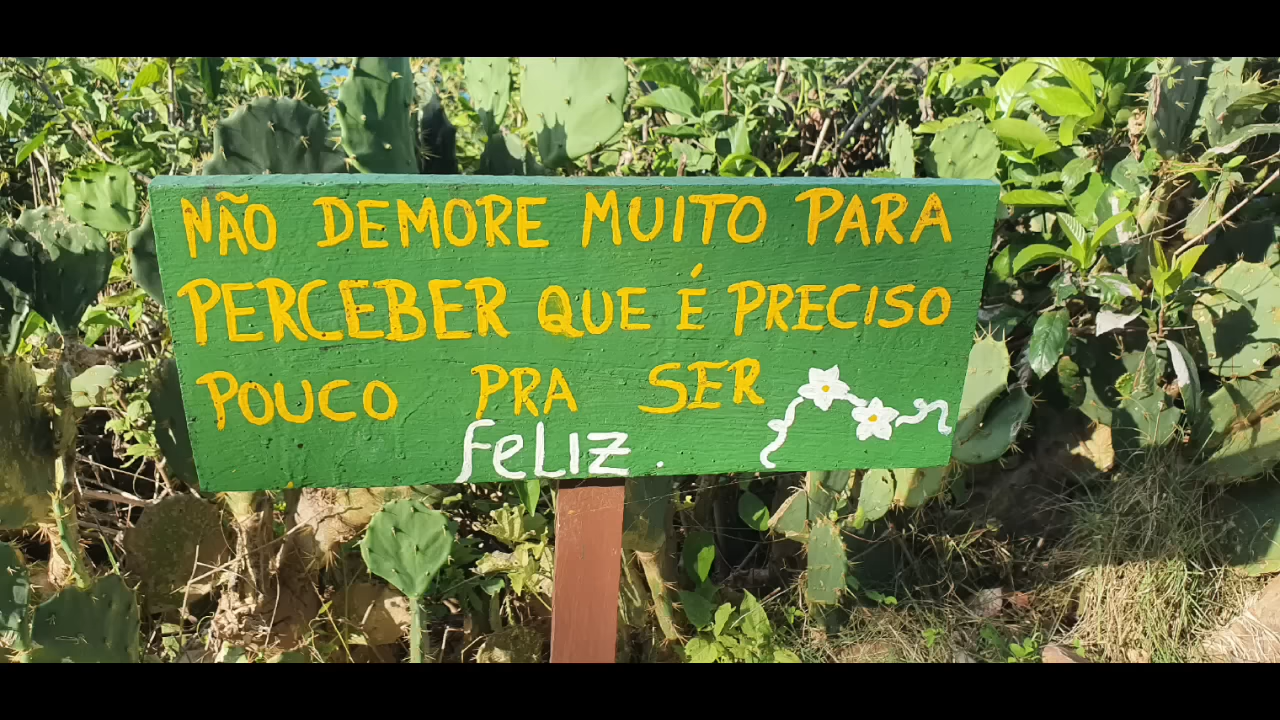 NÃO DEMORE MUITO PARA
PERCEBER QUE É PRECISO
POUCO PRA SER
FeLIZ.